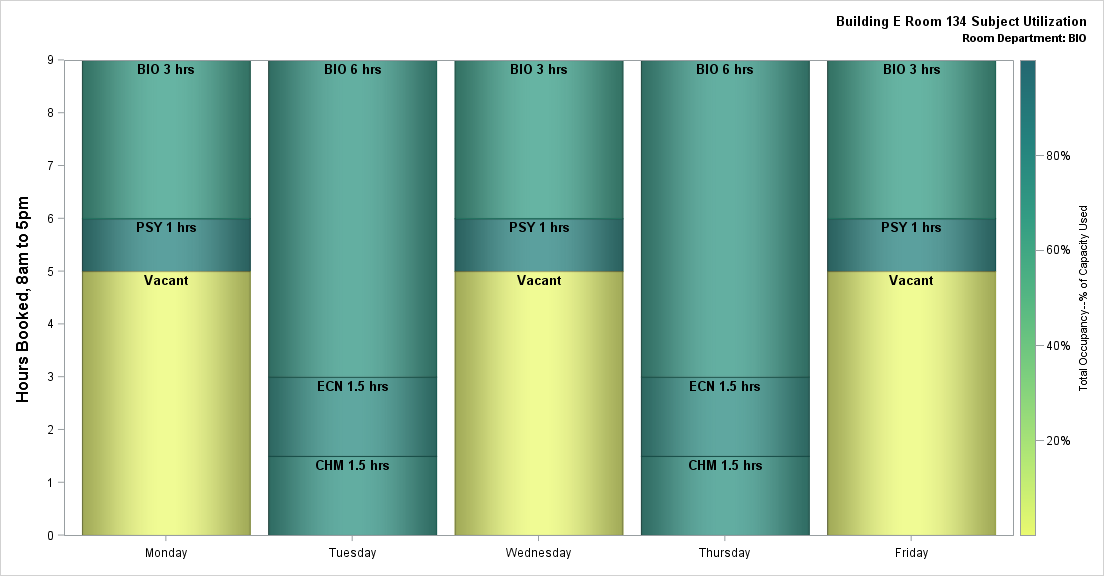 Building E Room 134 Subject Utilization
Room Department: BIO
Hours Booked, 8am to 5pm
9
8
7
6
5
4
3
2
1
0
BIO 3 hrs
PSY 1 hrs
Vacant
BIO 6 hrs
ECN 1.5 hrs
CHM 1.5 hrs
BIO 3 hrs
PSY 1 hrs
Vacant
BIO 6 hrs
ECN 1.5 hrs
CHM 1.5 hrs
BIO 3 hrs
PSY 1 hrs
Vacant
Monday
Tuesday
Wednesday
Thursday
Friday
80%
60%
40%
20%
Total Occupancy--% of Capacity Used